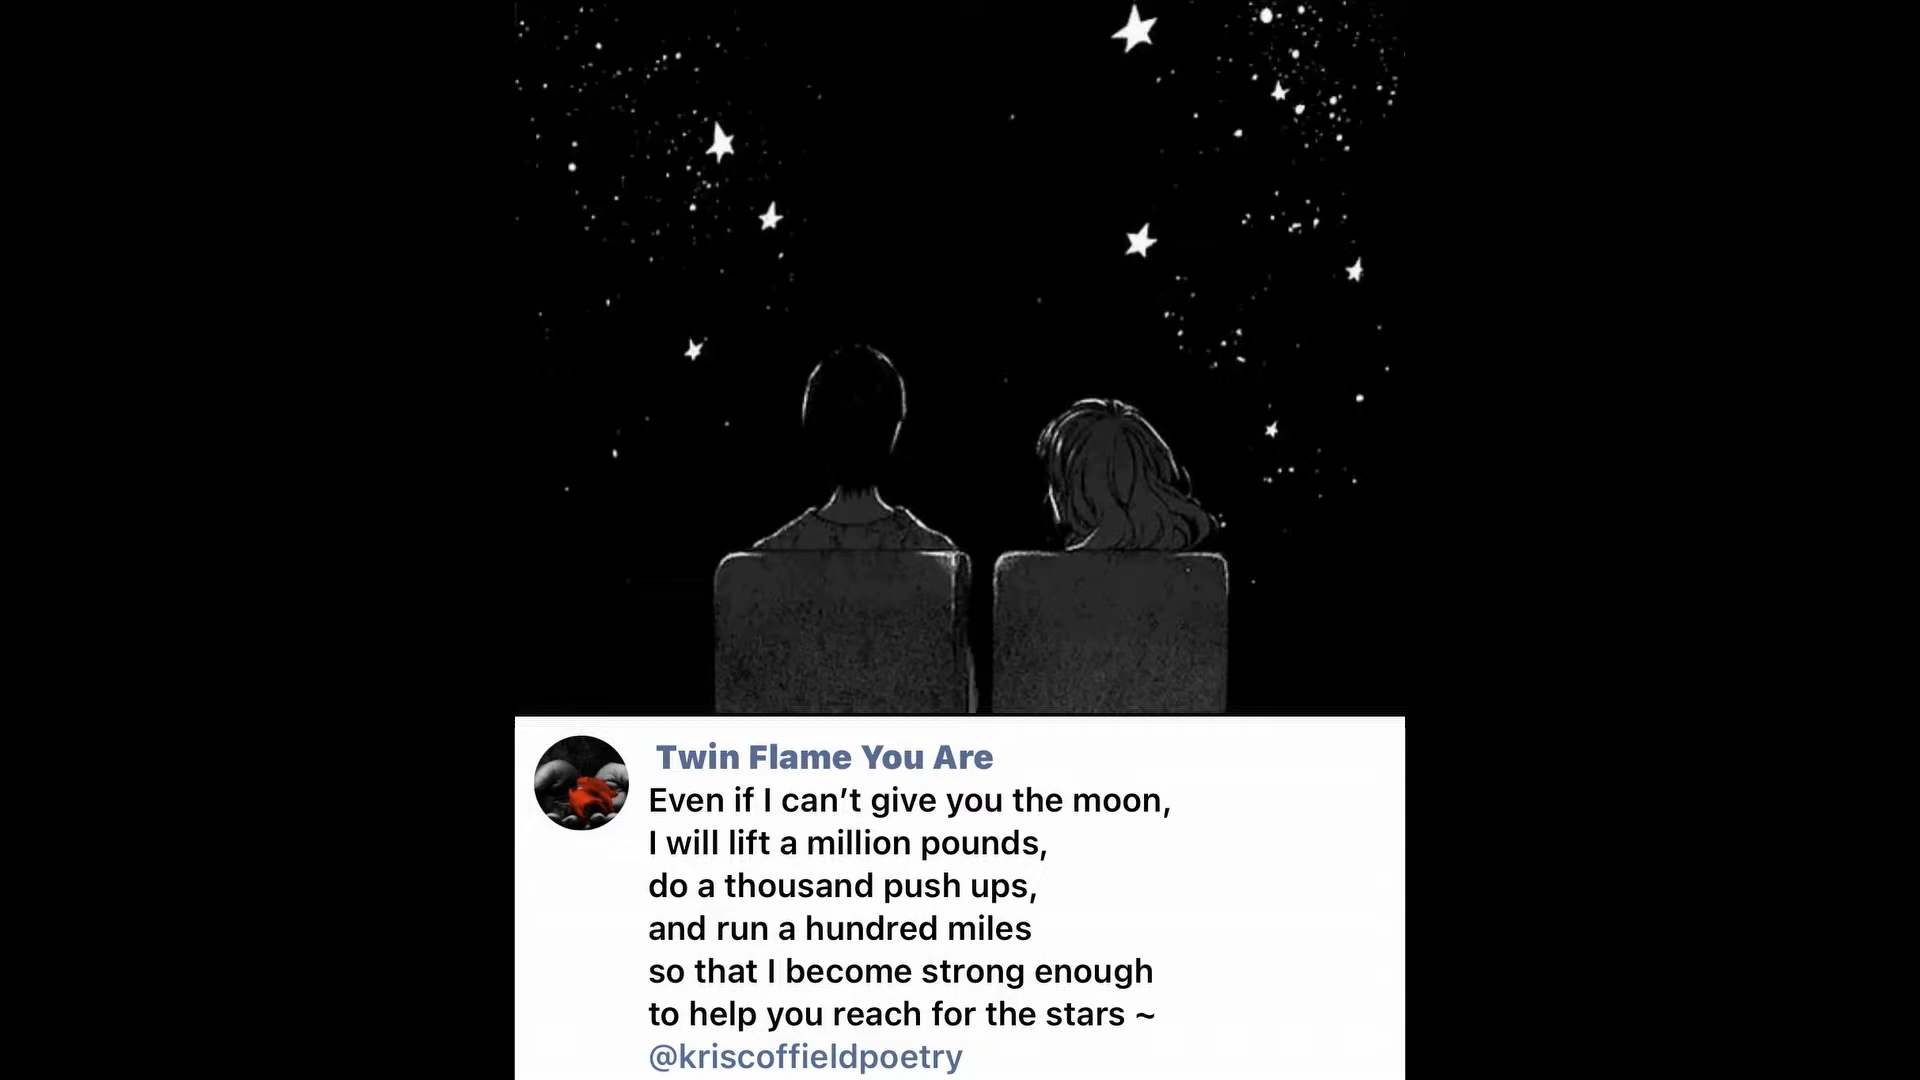 Twin Flame You Are
Even if I can’t give you the moon,
I will lift a million pounds,
do a thousand push ups,
and run a hundred miles
so that I become strong enough
to help you reach for the stars ~
@kriscoffieldpoetry